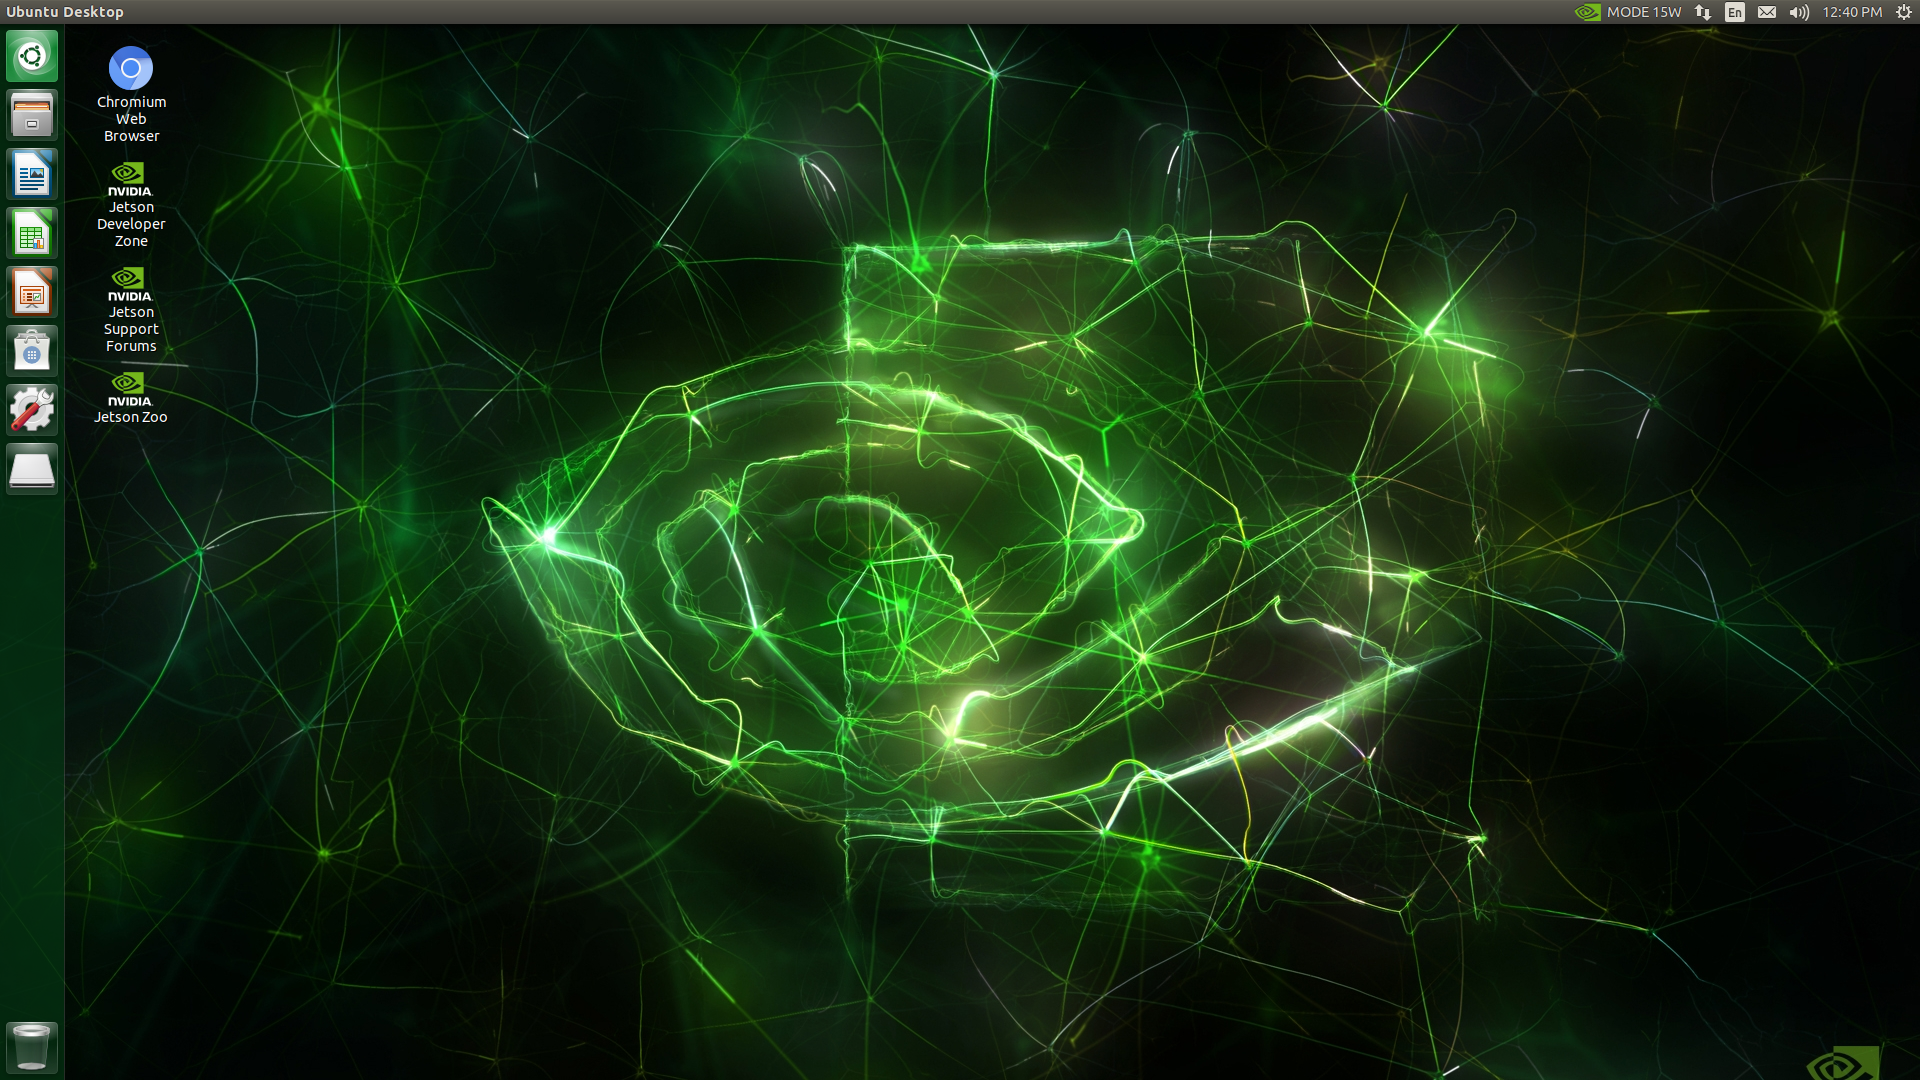 Ubuntu Desktop
MODE 15W
En
12:40 PM
Chromium
Web
Browser
NVIDIA.
Jetson
Developer
Zone
NVIDIA.
Jetson
Support
Forums
NVIDIA.
Jetson Zoo